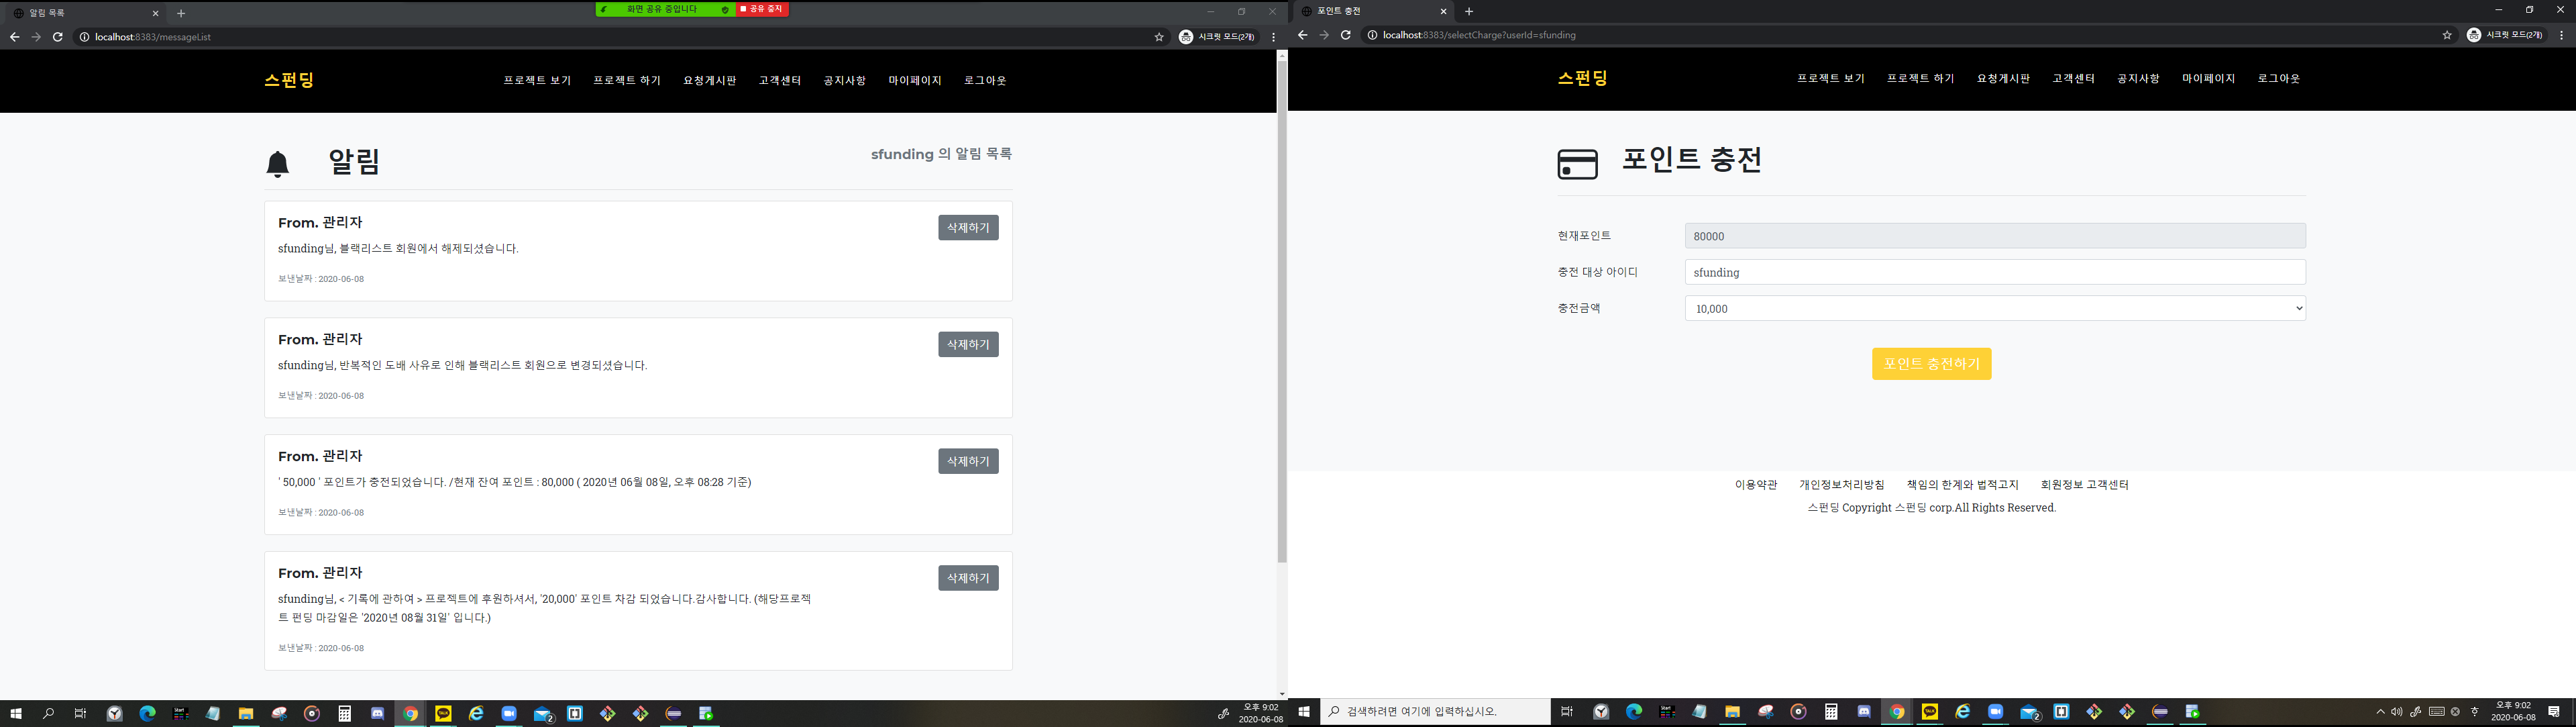 알림 목록
화면 공유 중입니다
공유 중지
localhost:8383/messageList
시크릿 모드(2개)
스펀딩
프로젝트 보기
프로젝트 하기
요청게시판
고객센터
공지사항
마이페이지
로그아웃
알림
sfunding 의 알림 목록
From. 관리자
삭제하기
sfunding님, 블랙리스트 회원에서 해제되셨습니다.
보낸날짜 : 2020-06-08
From. 관리자
삭제하기
sfunding님, 반복적인 도배 사유로 인해 블랙리스트 회원으로 변경되셨습니다.
보낸날짜 : 2020-06-08
From. 관리자
삭제하기
' 50,000 ' 포인트가 충전되었습니다. /현재 잔여 포인트 : 80,000 ( 2020년 06월 08일, 오후 08:28 기준)
보낸날짜 : 2020-06-08
From. 관리자
삭제하기
sfunding님, < 기록에 관하여 > 프로젝트에 후원하셔서, '20,000' 포인트 차감 되었습니다.감사합니다. (해당프로젝
트 펀딩 마감일은 '2020년 08월 31일' 입니다.)
보낸날짜 : 2020-06-08
Start
TALK
2
오후 9:02
2020-06-08
포인트 충전
localhost:8383/selectCharge?userId=sfunding
시크릿 모드(2개)
스펀딩
프로젝트 보기
프로젝트 하기
요청게시판
고객센터
공지사항
마이페이지
로그아웃
포인트 충전
현재포인트
80000
충전 대상 아이디
sfunding
충전금액
10,000
포인트 충전하기
이용약관
개인정보처리방침
책임의 한계와 법적고지
회원정보 고객센터
스펀딩 Copyright 스펀딩 corp.All Rights Reserved.
검색하려면 여기에 입력하십시오.
Start
TALK
2
오후 9:02
2020-06-08